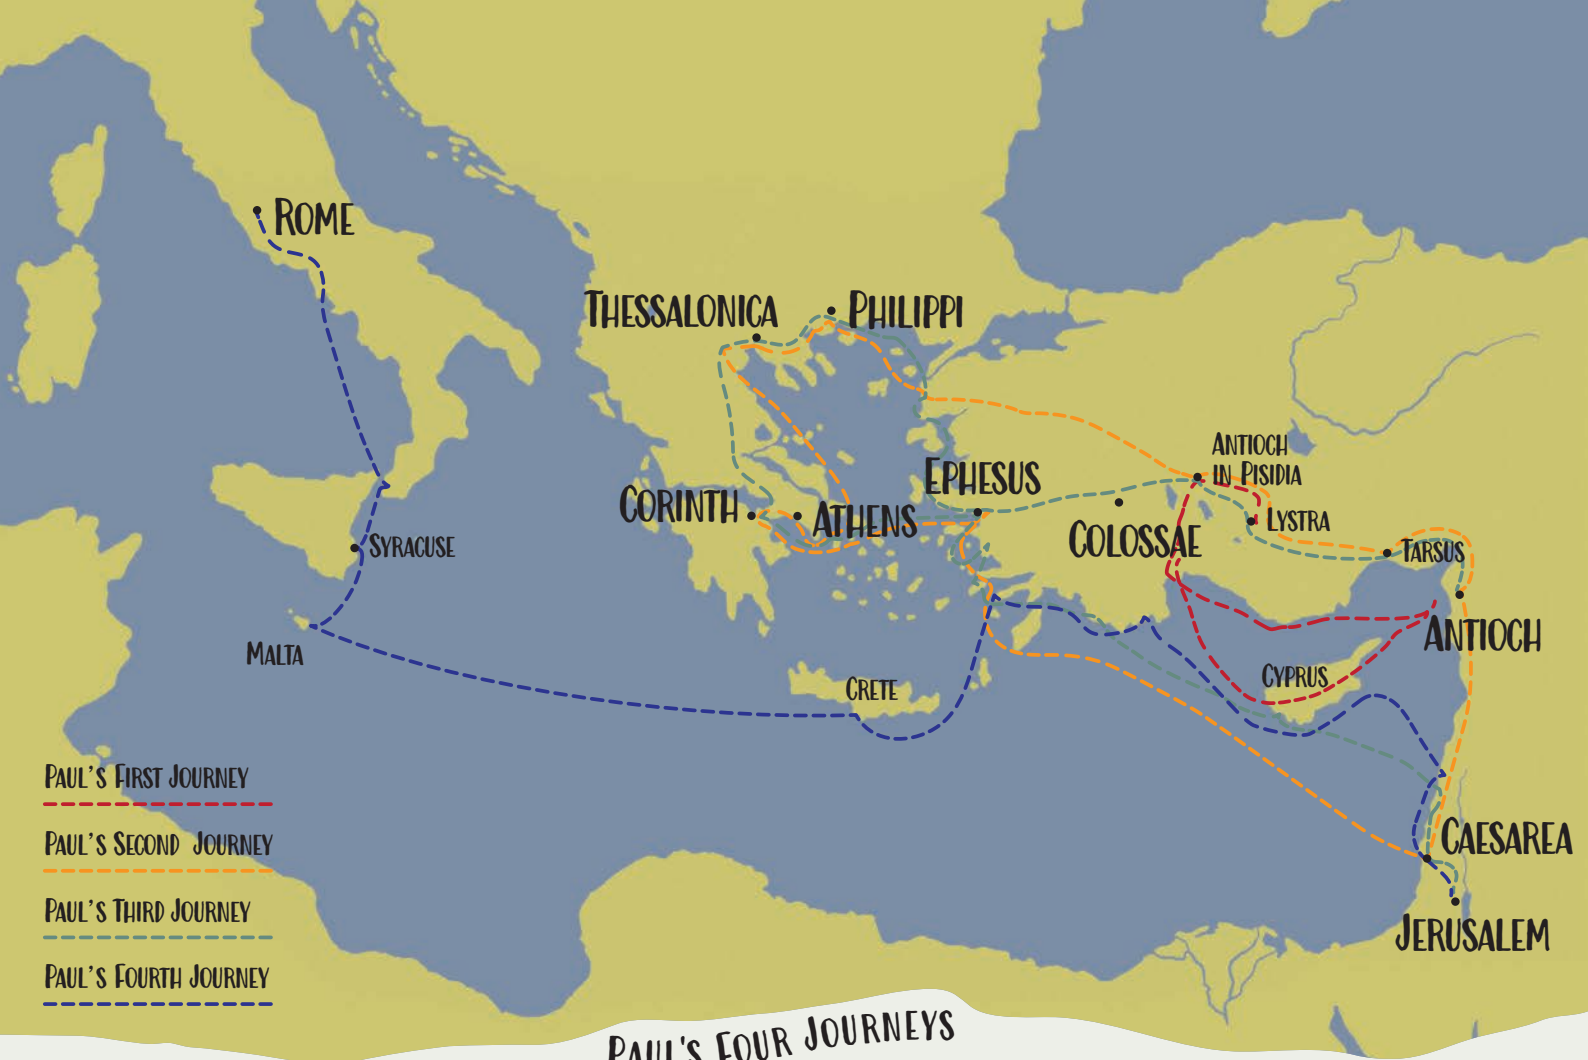 Rome
Thessalonica
Philippi
Antioch
in Pisidia
Ephesus
Corinth
Athens
Colossae
Lystra
Syracuse
Tarsus
Malta
Antioch
Cyprus
Crete
Paul's First Journey
Paul's Second Journey
Caesarea
Paul's Third Journey
Jerusalem
Paul's Fourth Journey
Paul's Four Journeys